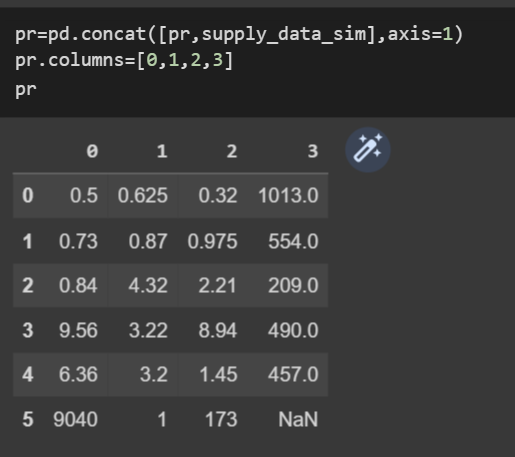 pr=pd.concat([pr,supply_data_sim],axis=1)
pr.columns=[0,1,2,3]
pr
0 1 2 3
0 0.5 0.625 0.32 1013.0
1 0.73 0.87 0.975 554.0
2 0.84 4.32 2.21 209.0
3 9.56 3.22 8.94 490.0
4 6.36 3.2 1.45 457.0
5 9040 1 173 NaN